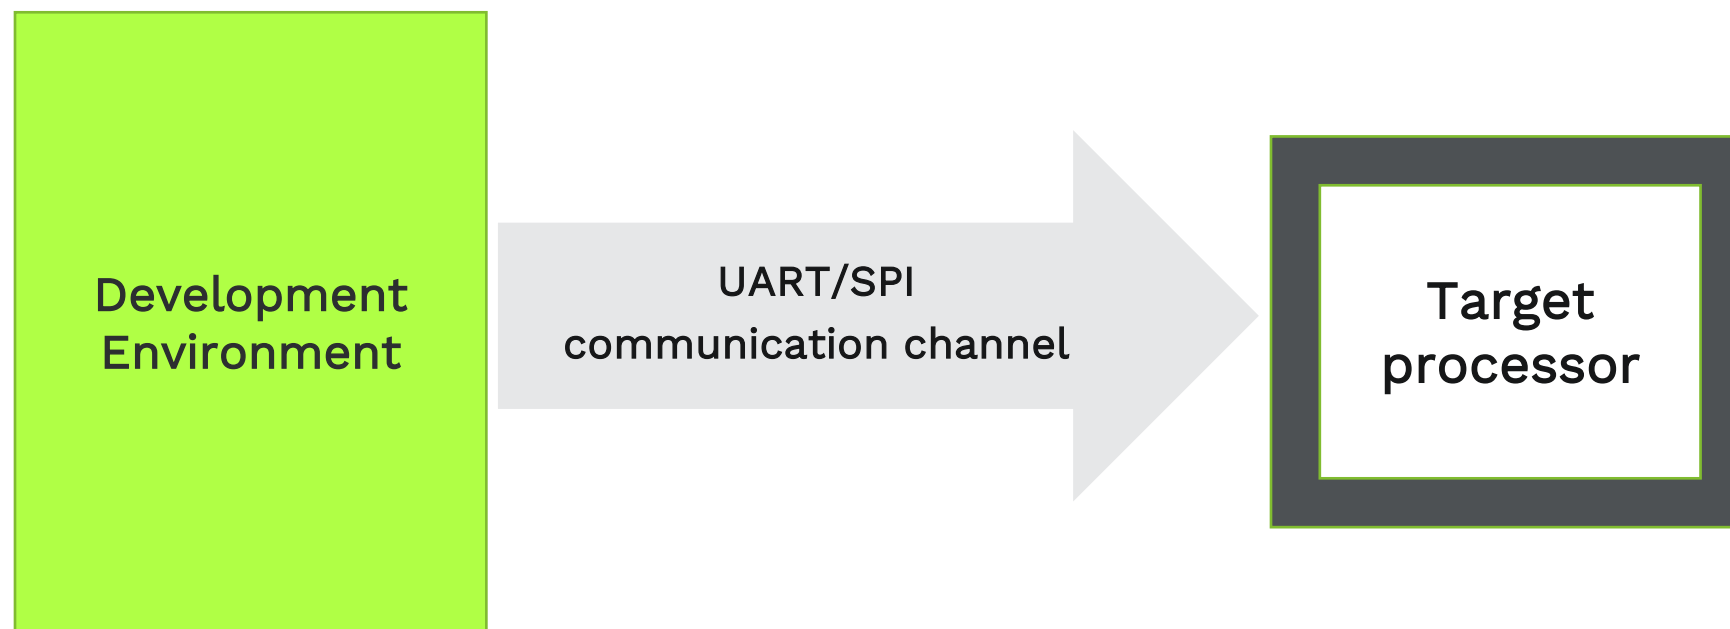 Development
Environment
UART/SPI
communication channel
Target
processor